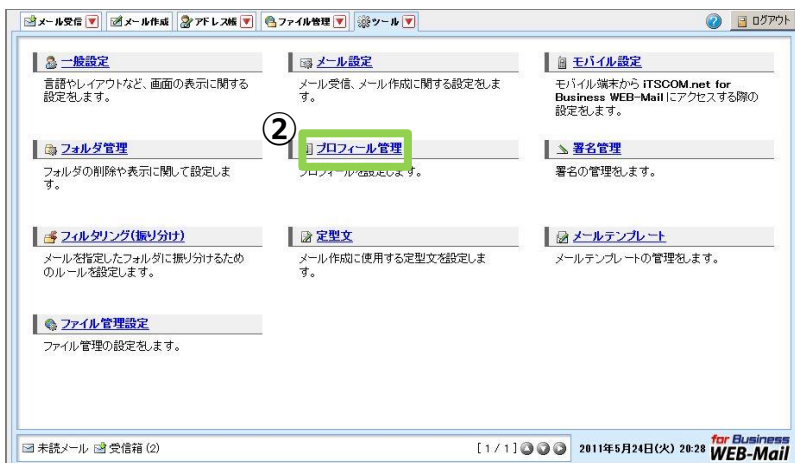 メール受信 メール作成 アドレス帳 ファイル管理 ツール ログアウト
一般設定 メール設定 モバイル設定
言語やレイアウトなど、画面の表示に関する メール受信、メール作成に関する設定をしま モバイル端末から iTSCOM.net for
設定をします。 す。 Business WEB-Mail にアクセスする際の
設定をします。
②
フォルダ管理 プロフィール管理 署名管理
フォルダの削除や表示に関して設定しま プロフィールを設定します。 署名の管理をします。
す。
フィルタリング(振り分け) 定型文 メールテンプレート
メールを指定したフォルダに振り分けるため メール作成に使用する定型文を設定しま メールテンプレートの管理をします。
のルールを設定します。 す。
ファイル管理設定
ファイル管理の設定をします。
未読メール 受信箱 (2) [1/1] 2011年5月24日(火) 20:28 for Business
WEB-Mail